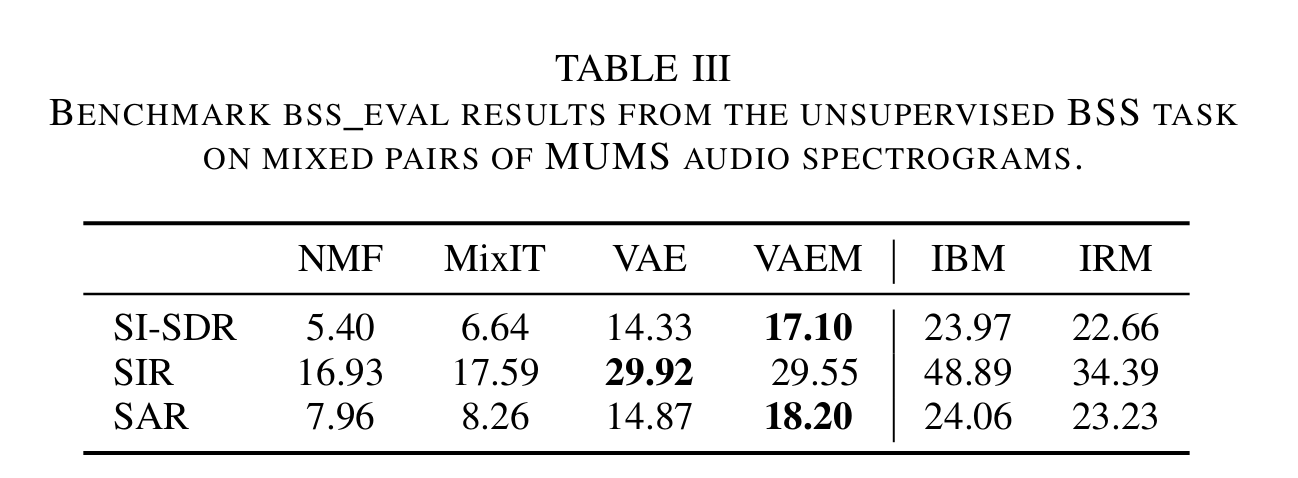 TABLE III
BENCHMARK BSS_EVAL RESULTS FROM THE UNSUPERVISED BSS TASK
ON MIXED PAIRS OF MUMS AUDIO SPECTROGRAMS.
NMF MixIT VAE VAEM IBM IRM
SI-SDR 5.40 6.64 14.33 17.10 23.97 22.66
SIR 16.93 17.59 29.92 29.55 48.89 34.39
SAR 7.96 8.26 14.87 18.20 24.06 23.23